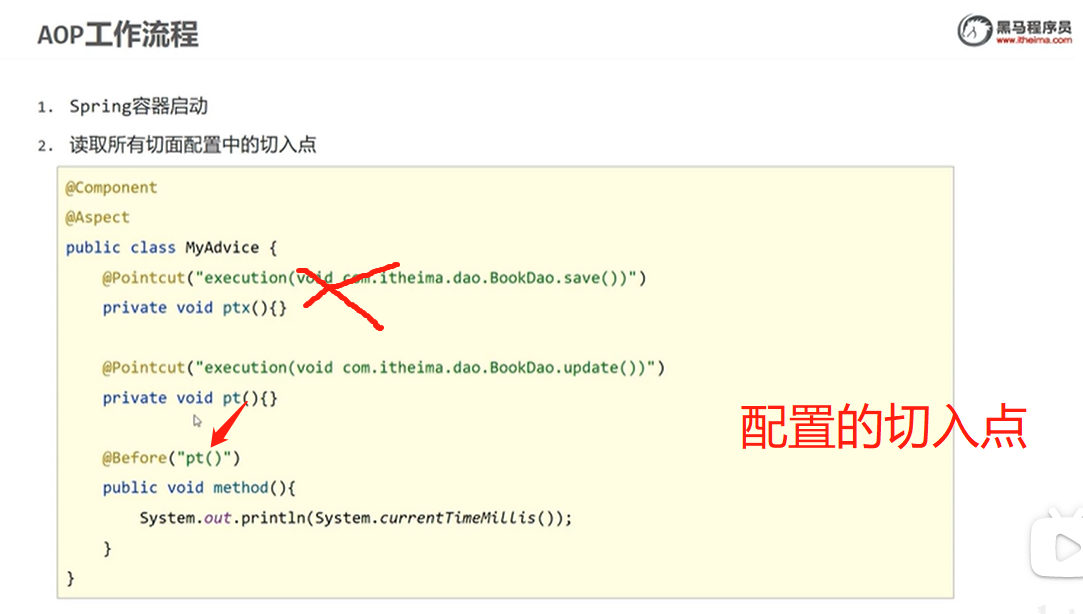 AOP工作流程
黑马程序员
www.itheima.com
1. Spring容器启动
2. 读取所有切面配置中的切入点
@Component
@Aspect
public class MyAdvice {
@Pointcut("execution(void com.itheima.dao.BookDao.save())")
private void ptx(){}
@Pointcut("execution(void com.itheima.dao.BookDao.update())")
private void pt(){}
配置的切入点
@Before("pt()")
public void method(){
System.out.println(System.currentTimeMillis());
}
}